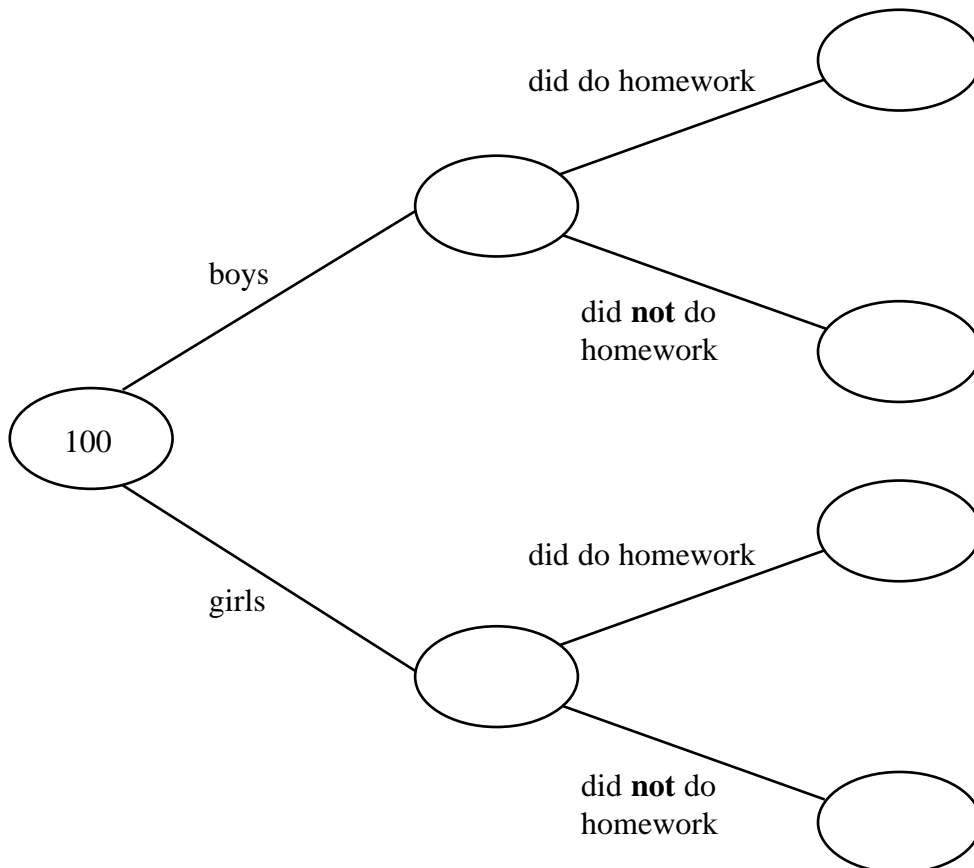 did do homework
boys
did not do
homework
100
did do homework
girls
did not do
homework